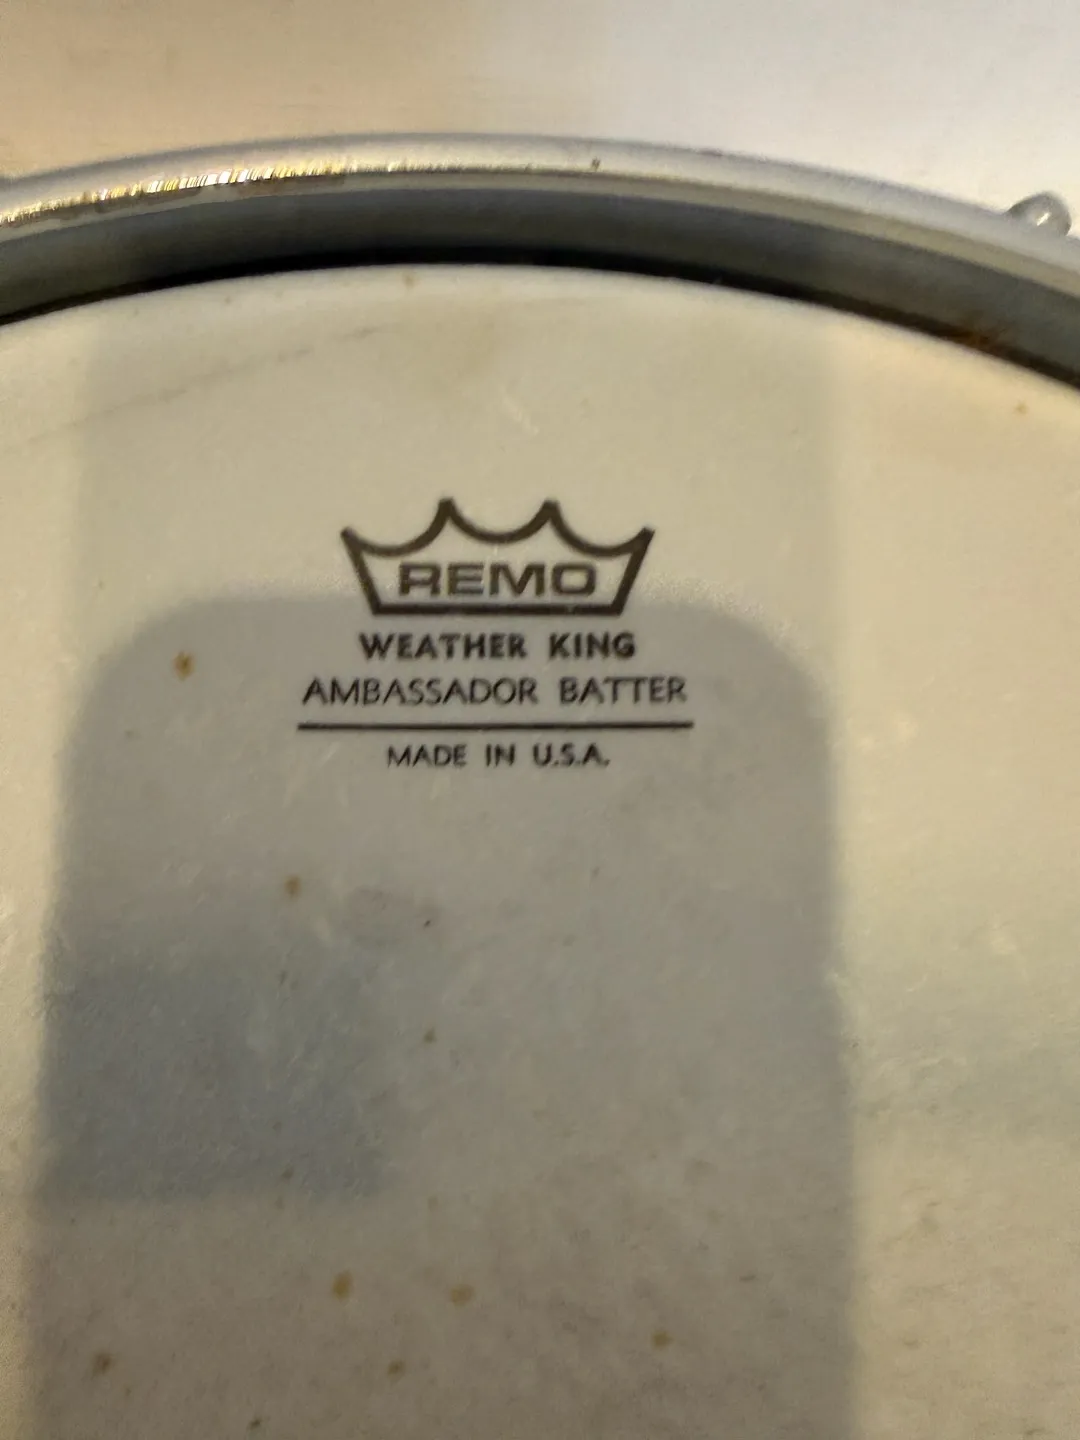 REMO
WEATHER KING
AMBASSADOR BATTER
MADE IN U.S.A.